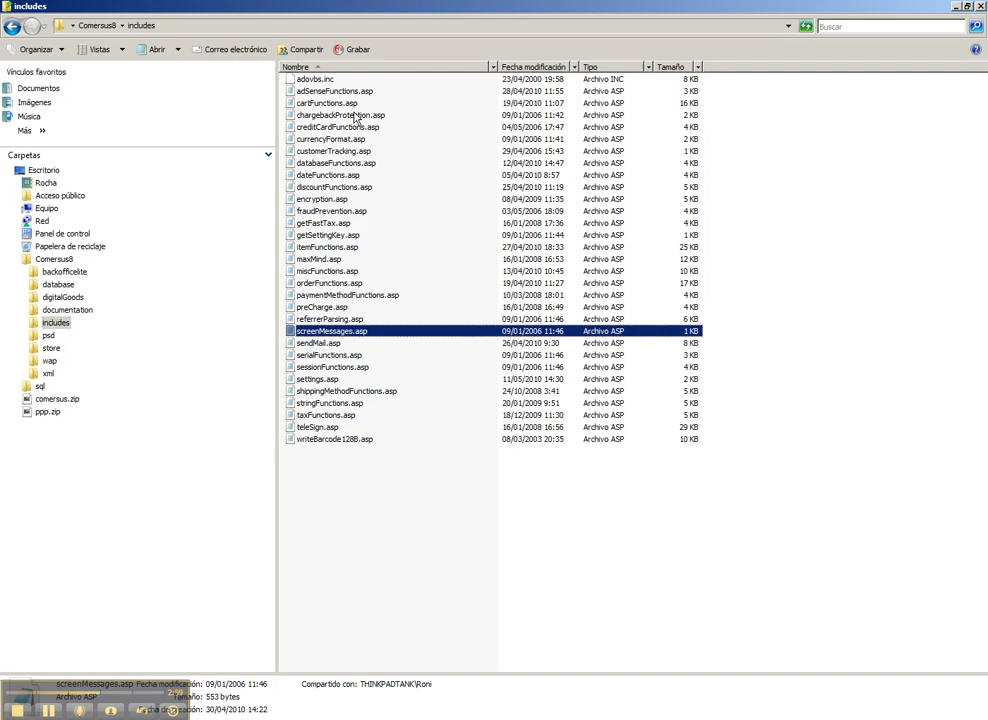 includes
Comersus8 includes
Buscar
Organizar Vistas Abrir Correo electrónico Compartir Grabar
Vínculos favoritos
Documentos
Imágenes
Música
Más
Carpetas
Escritorio
Rocha
Acceso público
Equipo
Red
Panel de control
Papelera de reciclaje
Comersus8
backofficelite
database
digitalGoods
documentation
includes
psd
store
wap
xml
sql
comersus.zip
ppp.zip
Nombre Fecha modificación Tipo Tamaño
adovbs.inc 23/04/2000 19:58 Archivo INC 8 KB
adSenseFunctions.asp 28/04/2010 11:55 Archivo ASP 3 KB
cartFunctions.asp 19/04/2010 11:07 Archivo ASP 16 KB
chargebackProtection.asp 09/01/2006 11:42 Archivo ASP 2 KB
creditCardFunctions.asp 04/05/2006 17:47 Archivo ASP 4 KB
currencyFormat.asp 09/01/2006 11:41 Archivo ASP 2 KB
customerTracking.asp 29/04/2006 15:43 Archivo ASP 1 KB
databaseFunctions.asp 12/04/2010 14:47 Archivo ASP 4 KB
dateFunctions.asp 05/04/2010 8:57 Archivo ASP 4 KB
discountFunctions.asp 25/04/2010 11:19 Archivo ASP 5 KB
encryption.asp 08/04/2009 11:35 Archivo ASP 5 KB
fraudPrevention.asp 03/05/2006 18:09 Archivo ASP 4 KB
getFastTax.asp 16/01/2008 17:36 Archivo ASP 4 KB
getSettingKey.asp 09/01/2006 11:44 Archivo ASP 1 KB
itemFunctions.asp 27/04/2010 18:33 Archivo ASP 25 KB
maxMind.asp 16/01/2008 16:53 Archivo ASP 12 KB
miscFunctions.asp 13/04/2010 10:45 Archivo ASP 10 KB
orderFunctions.asp 19/04/2010 11:27 Archivo ASP 17 KB
paymentMethodFunctions.asp 10/03/2008 18:01 Archivo ASP 4 KB
preCharge.asp 16/01/2008 16:49 Archivo ASP 4 KB
referrerParsing.asp 09/01/2006 11:46 Archivo ASP 6 KB
screenMessages.asp 09/01/2006 11:46 Archivo ASP 1 KB
sendMail.asp 26/04/2010 9:30 Archivo ASP 8 KB
serialFunctions.asp 09/01/2006 11:46 Archivo ASP 3 KB
sessionFunctions.asp 09/01/2006 11:46 Archivo ASP 4 KB
settings.asp 11/05/2010 14:30 Archivo ASP 2 KB
shippingMethodFunctions.asp 24/10/2008 3:41 Archivo ASP 5 KB
stringFunctions.asp 20/01/2009 9:51 Archivo ASP 5 KB
taxFunctions.asp 18/12/2009 11:30 Archivo ASP 5 KB
teleSign.asp 16/01/2008 16:56 Archivo ASP 29 KB
writeBarcode128B.asp 08/03/2003 20:35 Archivo ASP 10 KB
screenMessages.asp Fecha modificación: 09/01/2006 11:46 Compartido con: THINKPADTANK\Roni
Archivo ASP Tamaño: 553 bytes
Fecha de creación: 30/04/2010 14:22
2:59